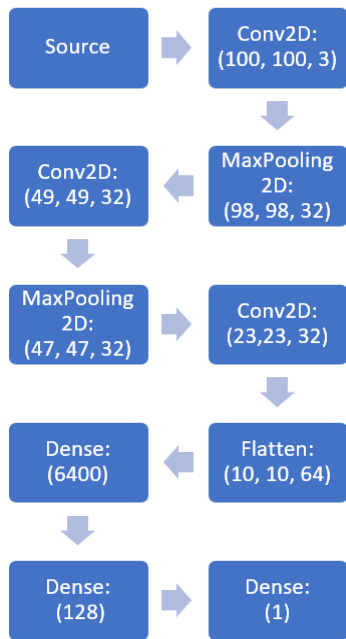 Source
Conv2D:
(100, 100, 3)
MaxPooling
2D:
(98, 98, 32)
Conv2D:
(49, 49, 32)
MaxPooling
2D:
(47, 47, 32)
Conv2D:
(23,23, 32)
Flatten:
(10, 10, 64)
Dense:
(6400)
Dense:
(128)
Dense:
(1)